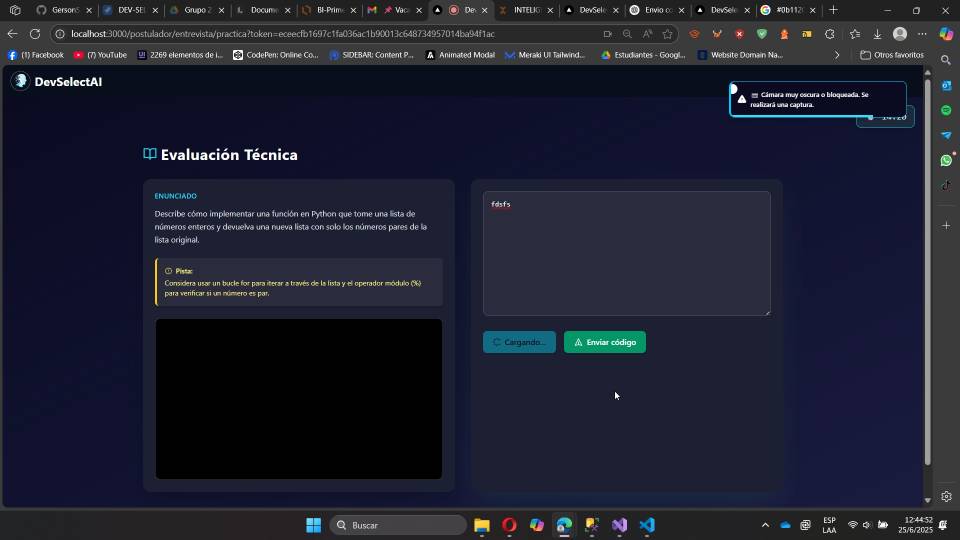 GersonS
DEV-SEL
Grupo 2
Docume
BI-Prime
Vaca
De
INTELIG
DevSele
Envio co
DevSele
#0b112
localhost:3000/postulador/entrevista/practica?token=eceecfb1697c1fa036ac1b90013c648734957014ba94f1ac
(1) Facebook
(7) YouTube
2269 elementos de i...
CodePen: Online Co...
SIDEBAR: Content P...
Animated Modal
Meraki UI Tailwind...
Estudiantes - Googl...
Website Domain Na...
Otros favoritos
DevSelectAI
Cámara muy oscura o bloqueada. Se
realizará una captura.
Evaluación Técnica
ENUNCIADO
Describe cómo implementar una función en Python que tome una lista de
números enteros y devuelva una nueva lista con solo los números pares de la
lista original.
Pista:
Considera usar un bucle for para iterar a través de la lista y el operador módulo (%)
para verificar si un número es par.
fdsfs
Cargando...
Enviar código
Buscar
ESP
LAA
12:44:52
25/6/2025